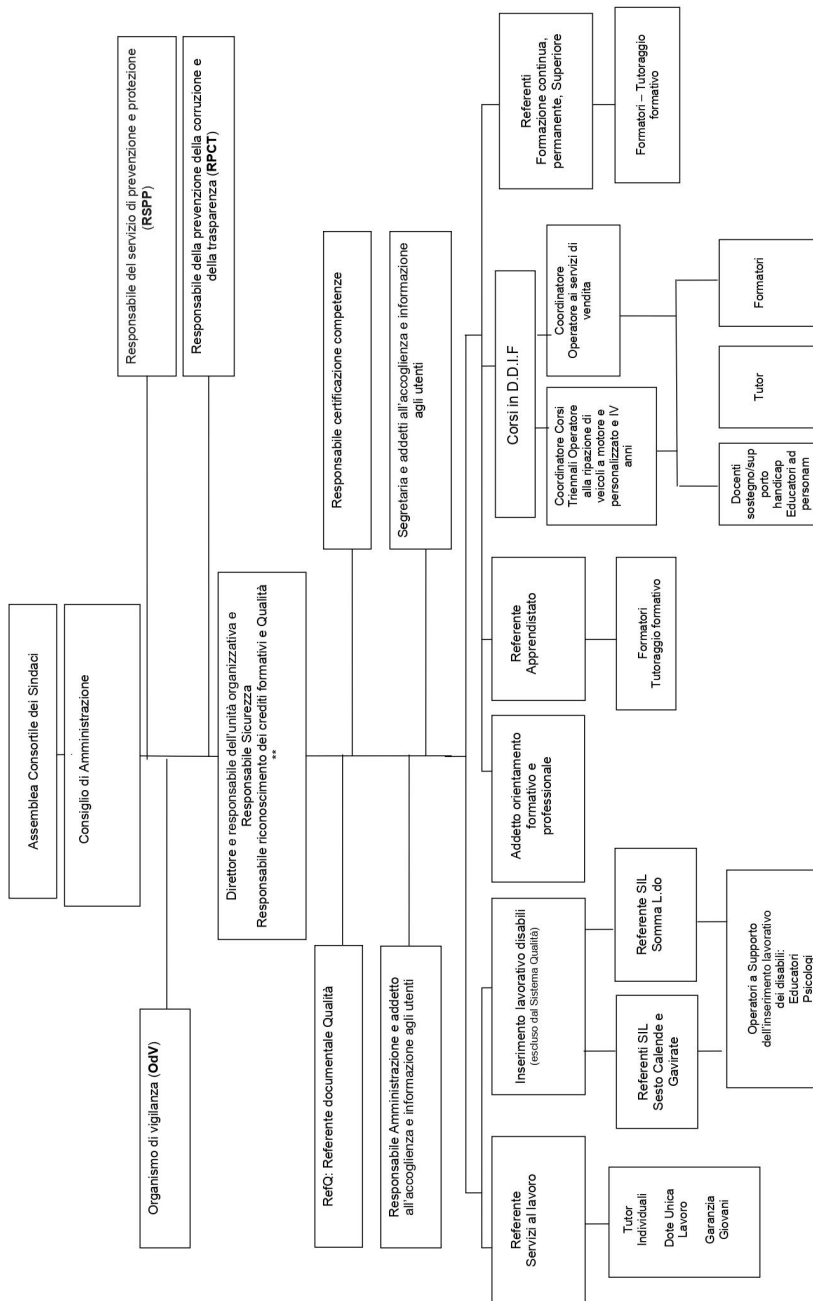 Assemblea Consortile dei Sindaci
Consiglio di Amministrazione
Organismo di vigilanza (OdV)
Responsabile del servizio di prevenzione e protezione
(RSPP)
Responsabile della prevenzione della corruzione e
della trasparenza (RPCT)
Direttore e responsabile dell'unità organizzativa e
Responsabile Sicurezza
Responsabile riconoscimento dei crediti formativi e Qualità
**
RefQ: Referente documentale Qualità
Responsabile certificazione competenze
Responsabile Amministrazione e addetto
all'accoglienza e informazione agli utenti
Segretaria e addetti all'accoglienza e informazione
agli utenti
Referente
Servizi al lavoro
Tutor
Individuali
Dote Unica
Lavoro
Garanzia
Giovani
Inserimento lavorativo disabili
(escluso dal Sistema Qualità)
Referenti SIL
Sesto Calende e
Gavirate
Referente SIL
Somma L.do
Operatori a Supporto
dell'inserimento lavorativo
dei disabili:
Educatori
Psicologi
Addetto orientamento
formativo e
professionale
Referente
Apprendistato
Formatori
Tutoraggio formativo
Corsi in D.D.I.F
Coordinatore Corsi
Triennali Operatore
alla ripazione di
veicoli a motore e
personalizzato e IV
anni
Coordinatore
Operatore ai servizi di
vendita
Docenti
sostegno/sup
porto
handicap
Educatori ad
personam
Tutor
Formatori
Referenti
Formazione continua,
permanente, Superiore
Formatori – Tutoraggio
formativo